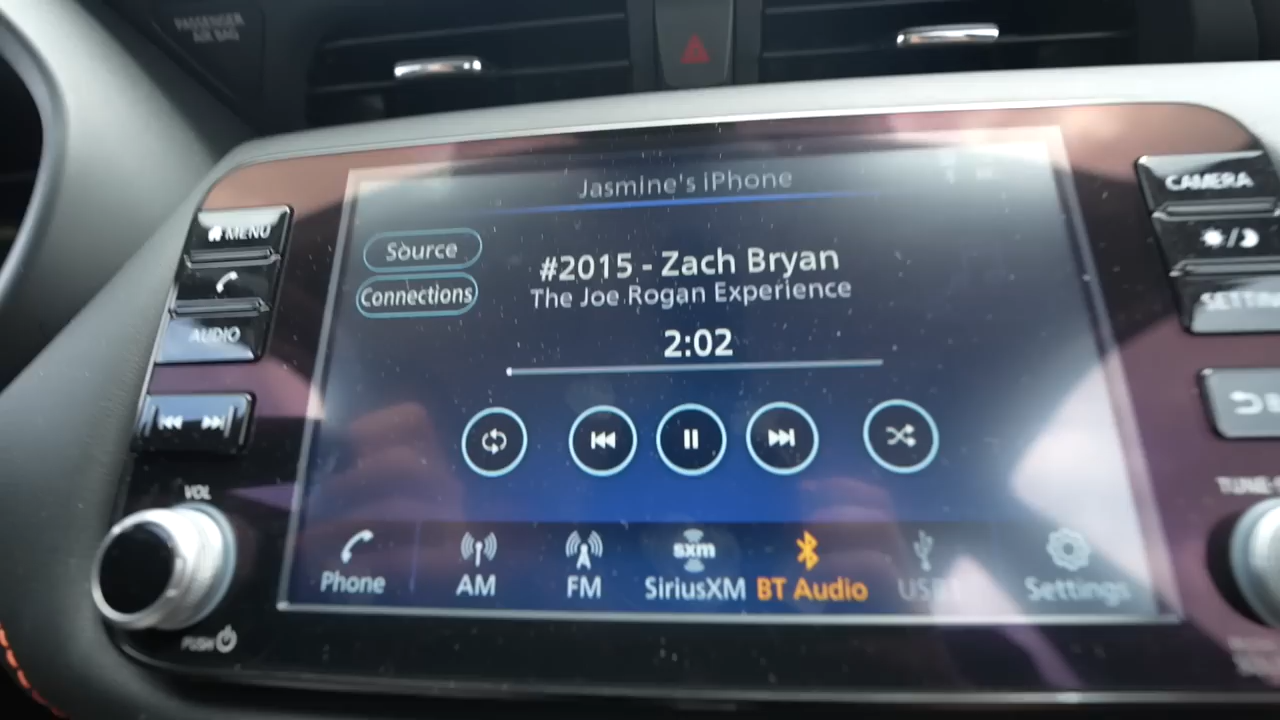 PASSENGER
AIR BAG
Jasmine's iPhone
CAMERA
MENU
Source
#2015 - Zach Bryan
Connections
The Joe Rogan Experience
AUDIO
2:02
VOL
Phone
AM
FM
sxm
SiriusXM
BT Audio
Settings
PUSH